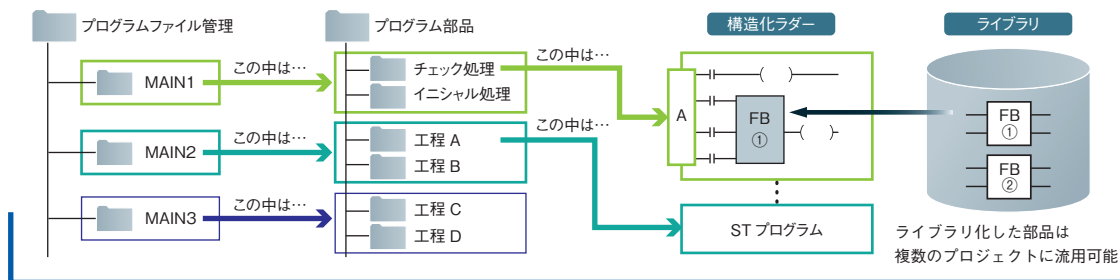 プログラムファイル管理
MAIN1
MAIN2
MAIN3
この中は…
この中は…
この中は…
プログラム部品
チェック処理
イニシャル処理
工程 A
工程 B
工程 C
工程 D
この中は…
この中は…
構造化ラダー
A
FB
①
ST プログラム
ライブラリ
FB
①
FB
②
ライブラリ化した部品は
複数のプロジェクトに流用可能